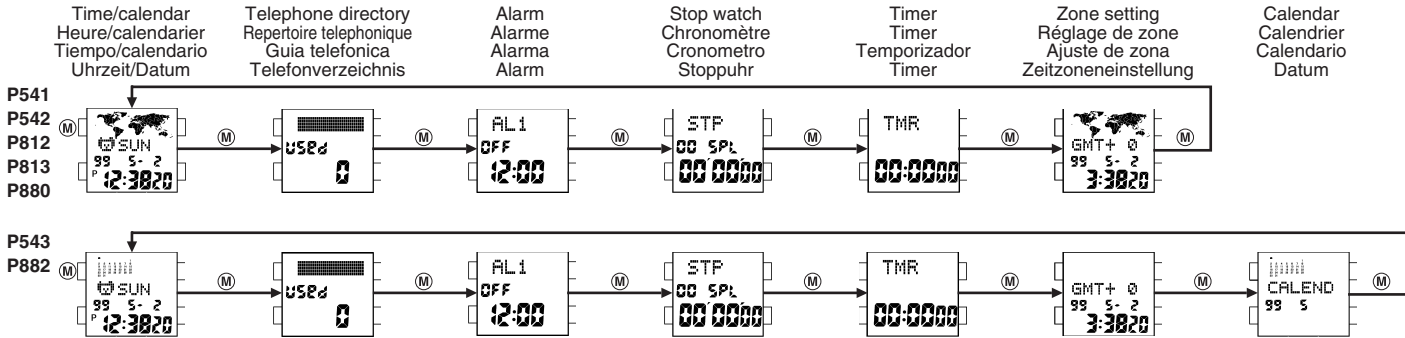 Time/calendar
Heure/calendarier
Tiempo/calendario
Uhrzeit/Datum
Telephone directory
Repertoire telephonique
Guia telefonica
Telefonverzeichnis
Alarm
Alarme
Alarma
Alarm
Stop watch
Chronomètre
Cronometro
Stoppuhr
Timer
Timer
Temporizador
Timer
Zone setting
Réglage de zone
Ajuste de zona
Zeitzoneneinstellung
Calendar
Calendrier
Calendario
Datum
P541
P542
P812
P813
P880
M
SUN
99 5- 2
P 12:3820
M
USEd
0
M
AL1
OFF
12:00
M
STP
00 SPL
00'00"00
M
TMR
00:0000
M
GMT+ 0
99 5- 2
3:3820
M
P543
P882
M
SUN
99 5- 2
P 12:3820
M
USEd
0
M
AL1
OFF
12:00
M
STP
00 SPL
00'00"00
M
TMR
00:0000
M
GMT+ 0
99 5- 2
3:3820
M
CALEND
99 5
M